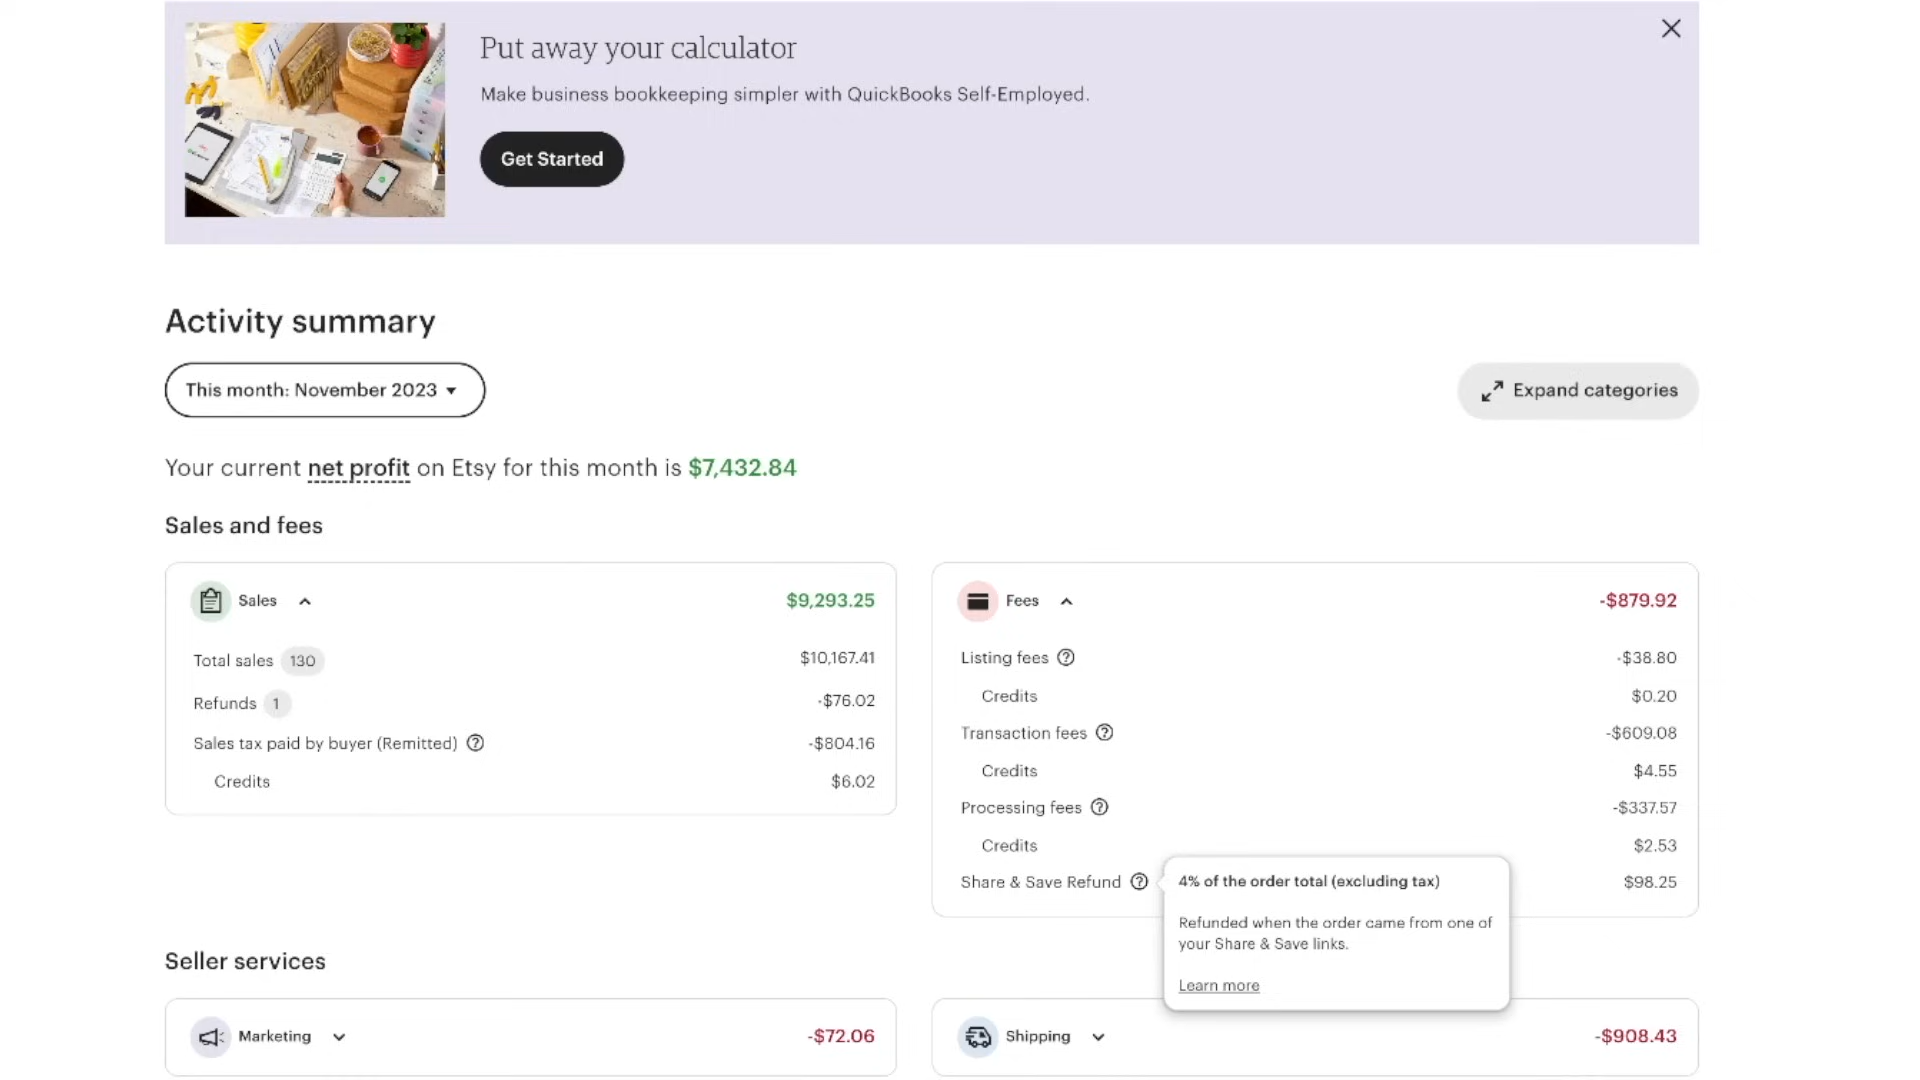 Put away your calculator
Make business bookkeeping simpler with QuickBooks Self-Employed.
Get Started
Activity summary
This month: November 2023
Expand categories
Your current net profit on Etsy for this month is $7,432.84
Sales and fees
Sales $9,293.25
Total sales 130 $10,167.41
Refunds 1 -$76.02
Sales tax paid by buyer (Remitted) -$804.16
Credits $6.02
Fees -$879.92
Listing fees -$38.80
Credits $0.20
Transaction fees -$609.08
Credits $4.55
Processing fees -$337.57
Credits $2.53
Share & Save Refund $98.25
4% of the order total (excluding tax)
Refunded when the order came from one of
your Share & Save links.
Learn more
Seller services
Marketing -$72.06
Shipping -$908.43